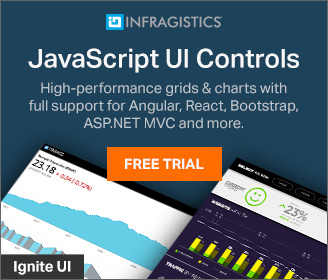 INFRAGISTICS
JavaScript UI Controls
High-performance grids & charts with
full support for Angular, React, Bootstrap,
ASP.NET MVC and more.
FREE TRIAL
23.18
23%
Ignite UI